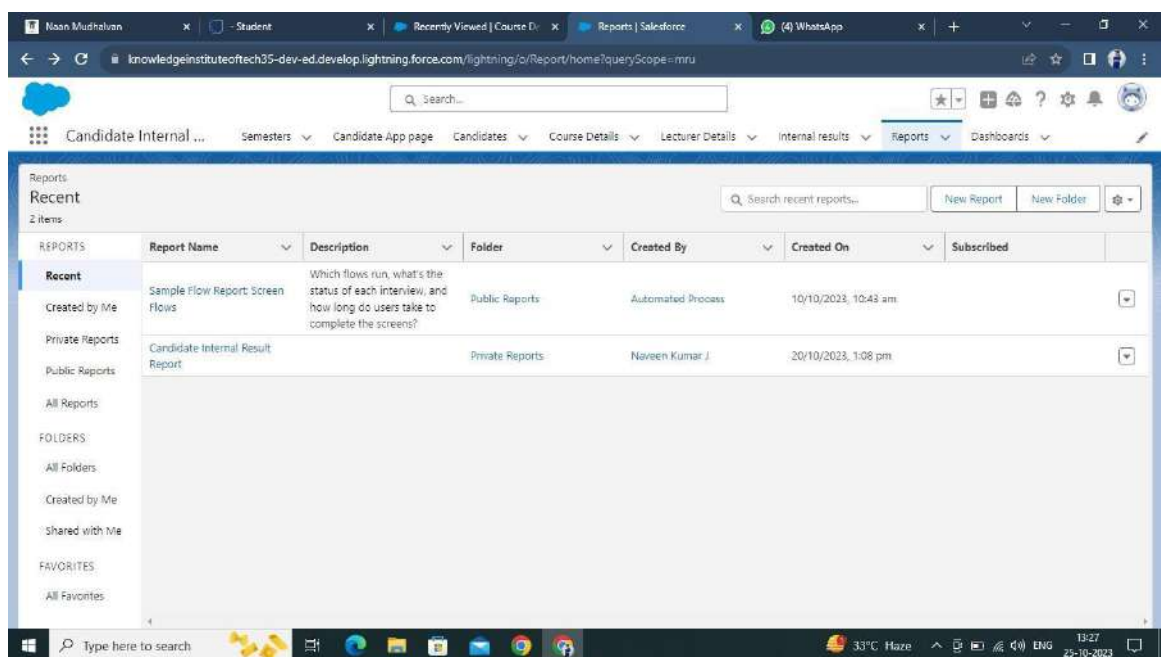 Naan Mudhalvan
- Student
Recently Viewed | Course De
Reports | Salesforce
(4) WhatsApp
knowledgeinstituteoftech35-dev-ed.develop.lightning.force.com/lightning/o/Report/home?queryScope=mru
Search...
Candidate Internal ...
Semesters
Candidate App page
Candidates
Course Details
Lecturer Details
Internal results
Reports
Dashboards
Reports
Recent
2 items
Search recent reports...
New Report
New Folder
REPORTS
Recent
Created by Me
Private Reports
Public Reports
All Reports
FOLDERS
All Folders
Created by Me
Shared with Me
FAVORITES
All Favorites
Report Name
Description
Folder
Created By
Created On
Subscribed
Sample Flow Report: Screen
Flows
Which flows run, what's the
status of each interview, and
how long do users take to
complete the screens?
Public Reports
Automated Process
10/10/2023, 10:43 am
Candidate Internal Result
Report
Private Reports
Naveen Kumar J
20/10/2023, 1:08 pm
Type here to search
33°C Haze
ENG
13:27
25-10-2023